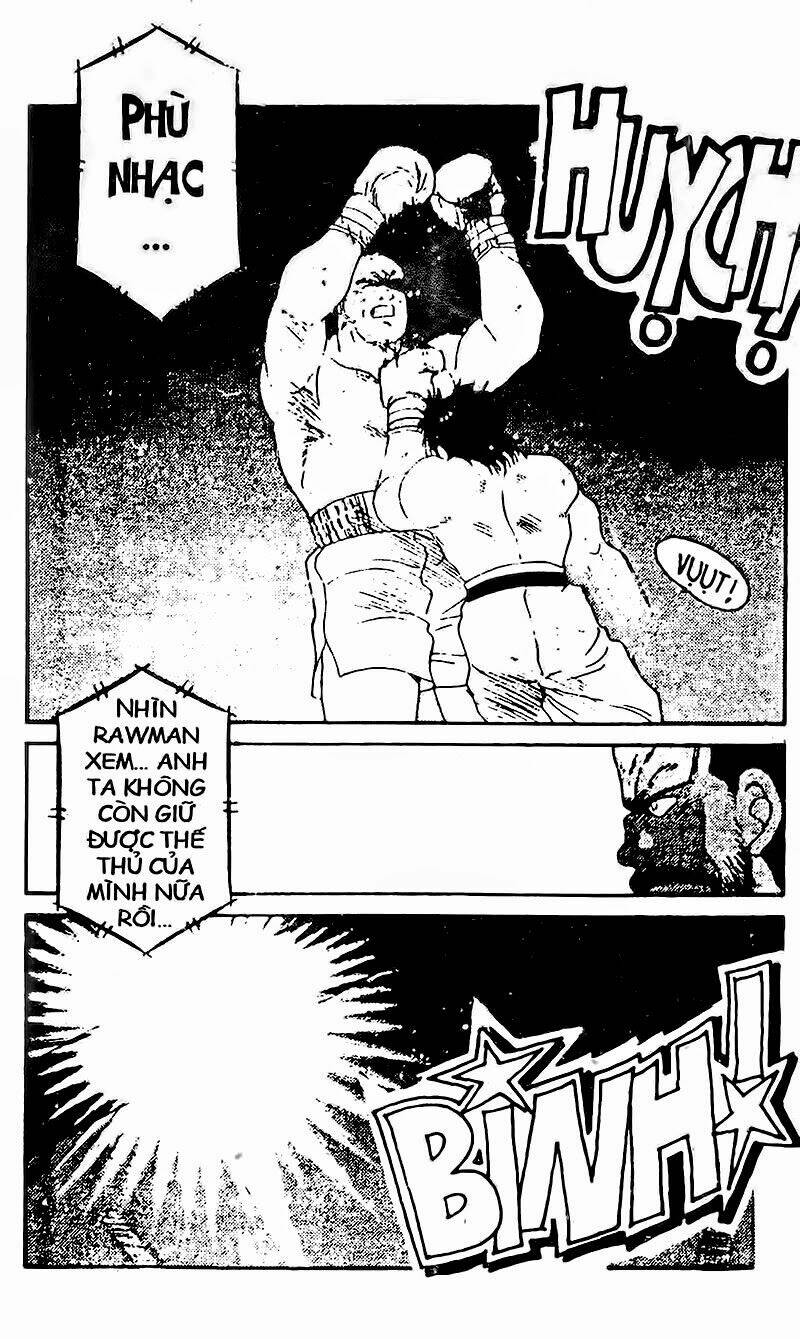 PHÙ
NHẠC
...
HUỴCH
VỤT!
NHÌN
RAWMAN
XEM... ANH
TA KHÔNG
CÒN GIỮ
ĐƯỢC THẾ
THỦ CỦA
MÌNH NỮA
RỒI...
BINH!